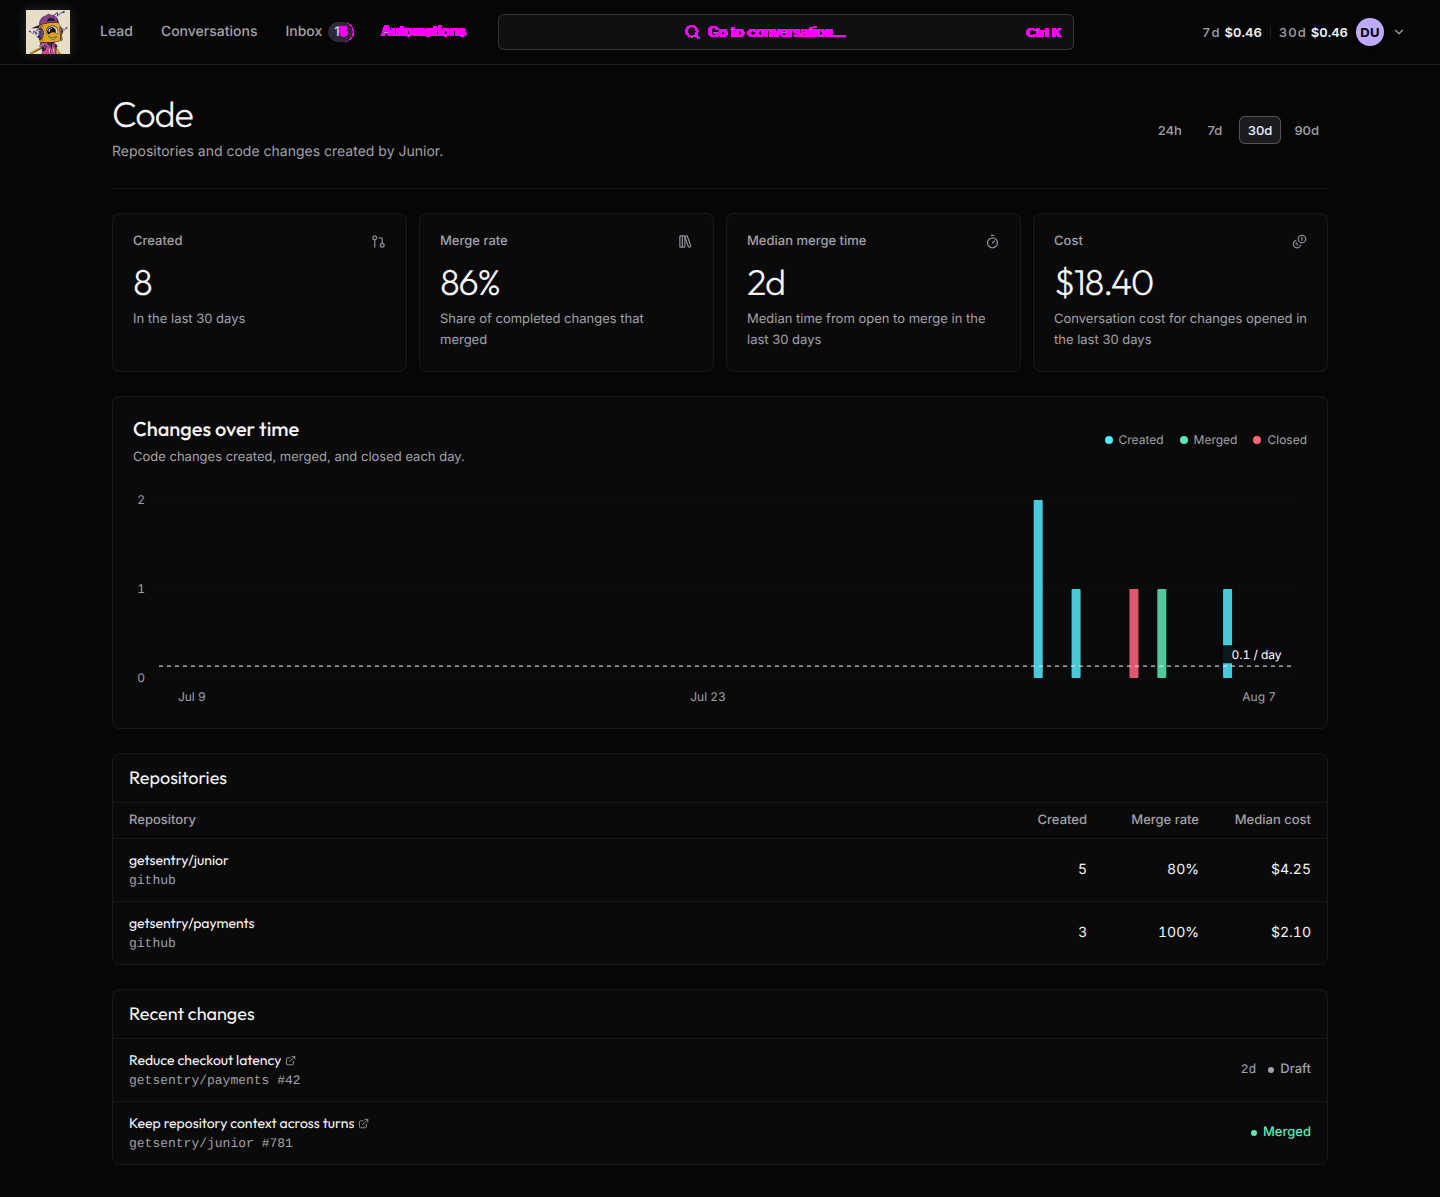 Lead
Conversations
Inbox
Automations
Go to conversation...
Ctrl K
7d $0.46
30d $0.46
DU
Code
Repositories and code changes created by Junior.
24h
7d
30d
90d
Created
8
In the last 30 days
Merge rate
86%
Share of completed changes that
merged
Median merge time
2d
Median time from open to merge in the
last 30 days
Cost
$18.40
Conversation cost for changes opened in
the last 30 days
Changes over time
Code changes created, merged, and closed each day.
Created
Merged
Closed
2
1
0
0.1 / day
Jul 9
Jul 23
Aug 7
Repositories
Repository
Created
Merge rate
Median cost
getsentry/junior
github
5
80%
$4.25
getsentry/payments
github
3
100%
$2.10
Recent changes
Reduce checkout latency
getsentry/payments #42
2d
Draft
Keep repository context across turns
getsentry/junior #781
Merged